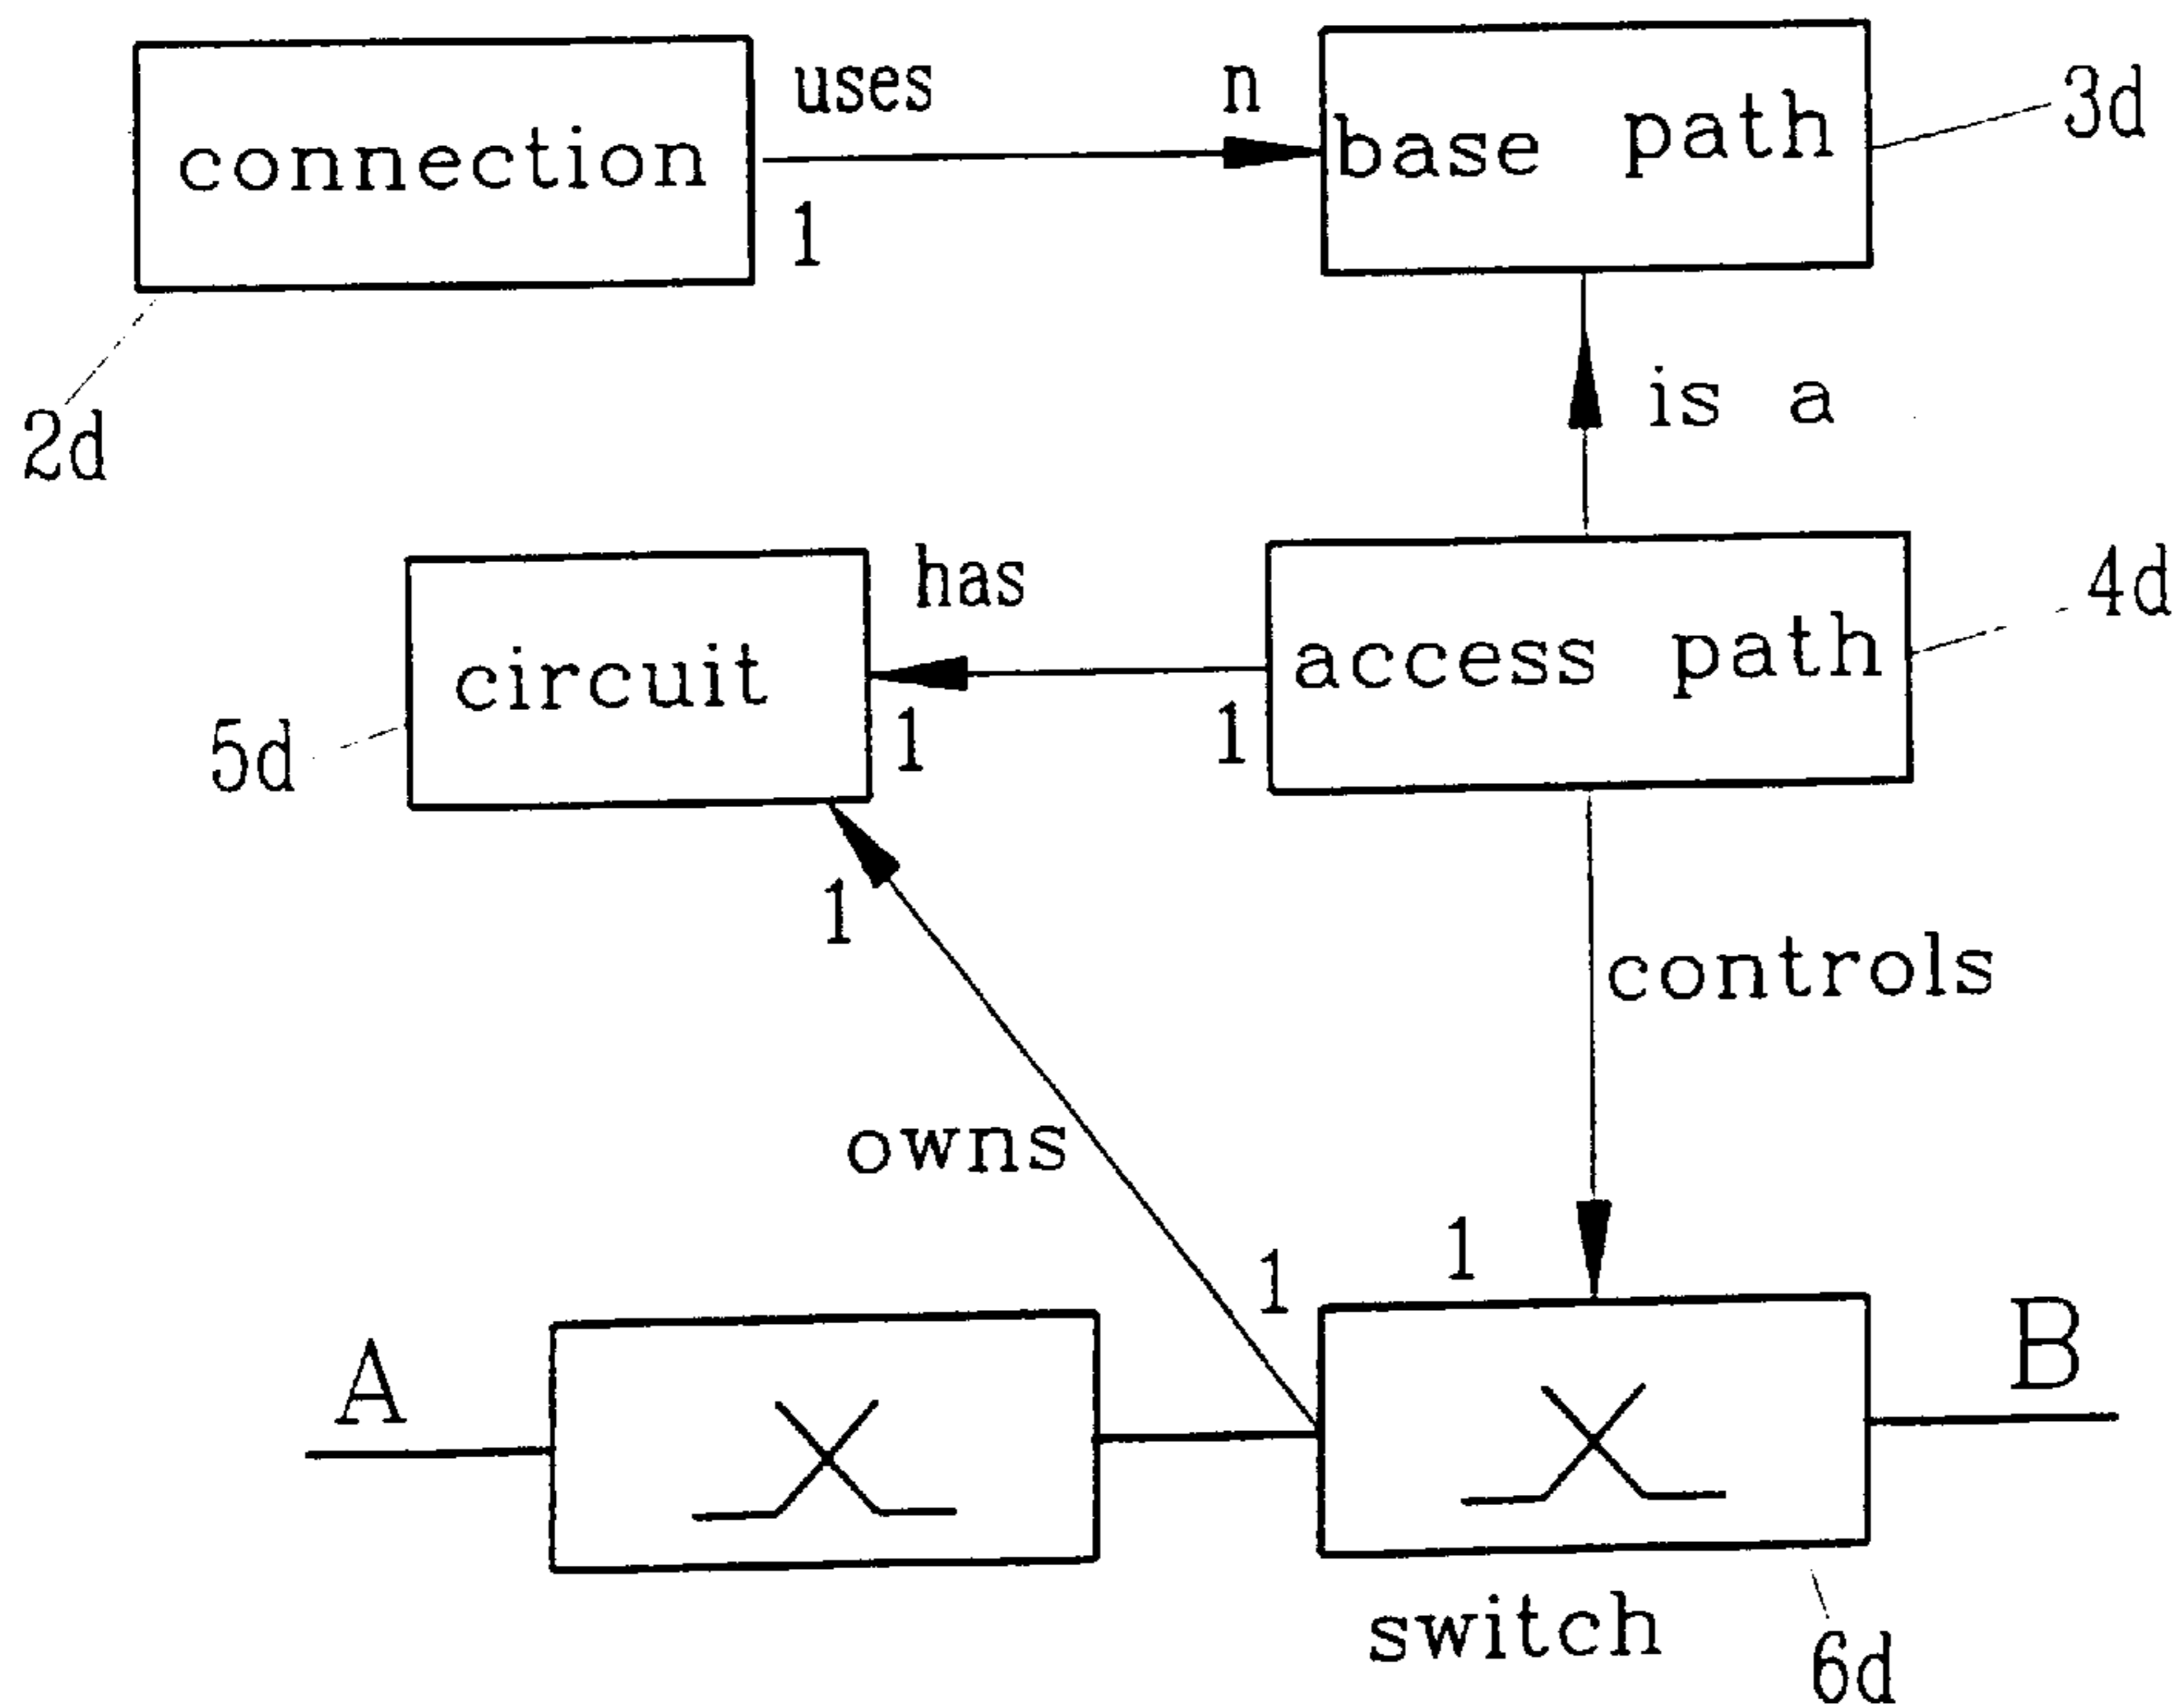 uses n
connection base path 3d
1
2d
is a
has
circuit access path 4d
5d 1 1
1
controls
owns
1 1
A B
switch
6d